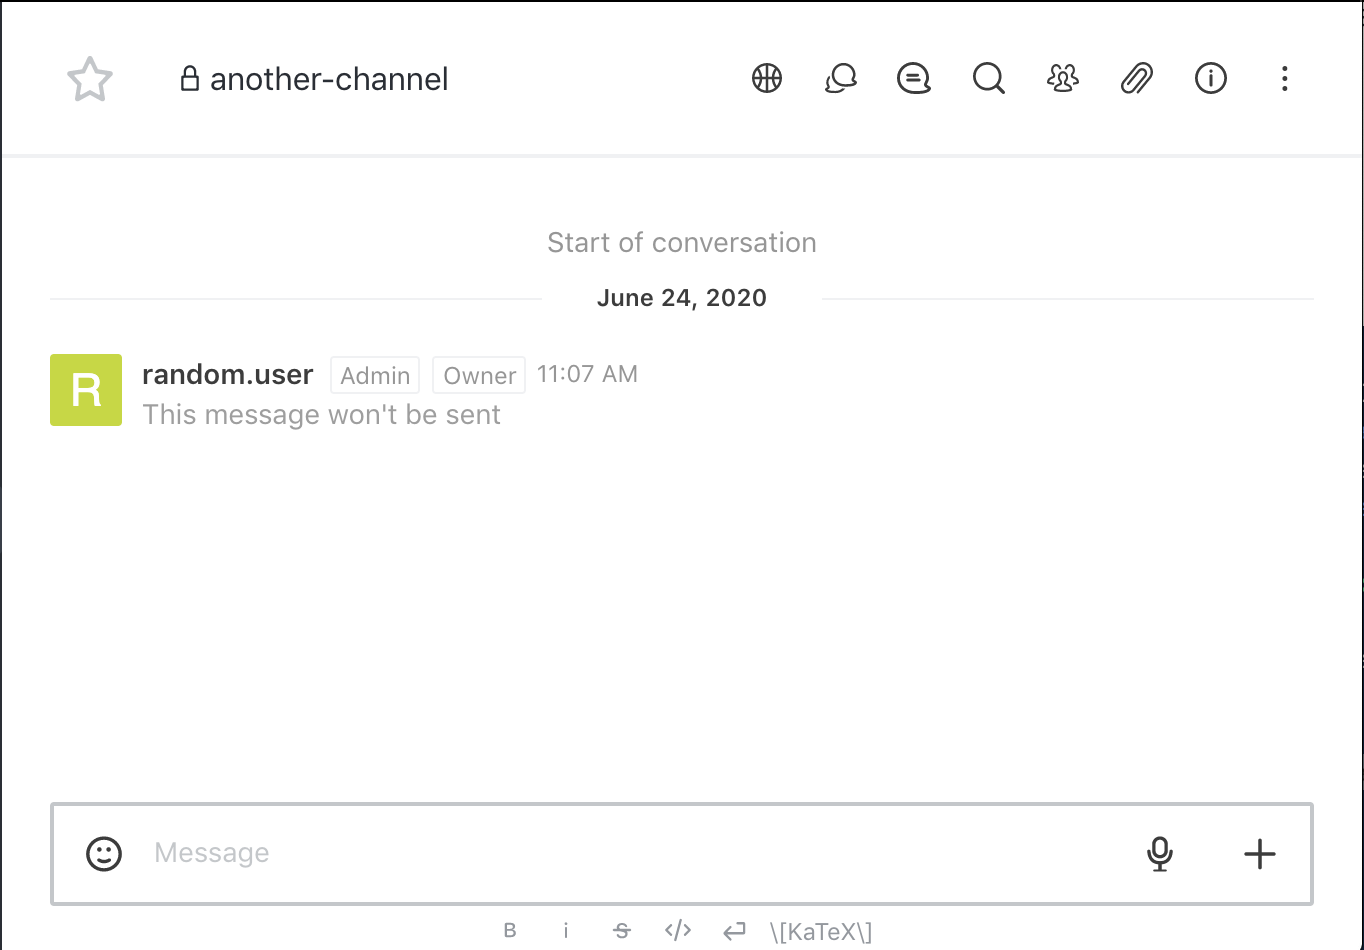 another-channel
Start of conversation
June 24, 2020
R
random.user Admin Owner 11:07 AM
This message won't be sent
Message
B i S </> \[KaTeX\]